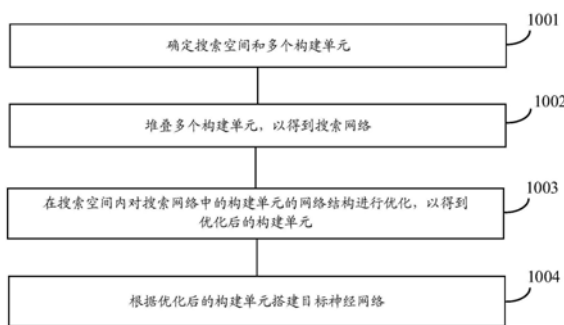 确定搜索空间和多个构建单元
1001
堆叠多个构建单元，以得到搜索网络
1002
在搜索空间内对搜索网络中的构建单元的网络结构进行优化，以得到
优化后的构建单元
1003
根据优化后的构建单元搭建目标神经网络
1004